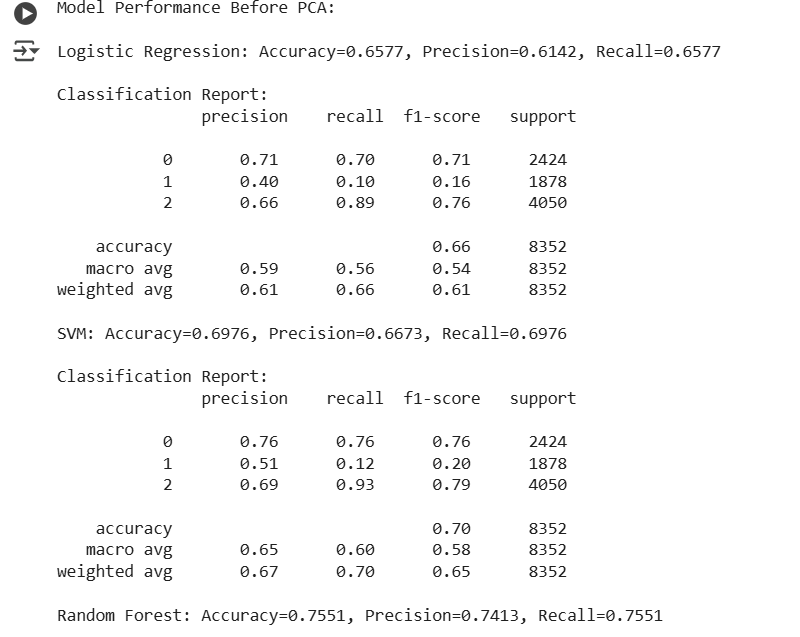 Model Performance Before PCA:
Logistic Regression: Accuracy=0.6577, Precision=0.6142, Recall=0.6577
Classification Report:
precision recall f1-score support
0 0.71 0.70 0.71 2424
1 0.40 0.10 0.16 1878
2 0.66 0.89 0.76 4050
accuracy 0.66 8352
macro avg 0.59 0.56 0.54 8352
weighted avg 0.61 0.66 0.61 8352
SVM: Accuracy=0.6976, Precision=0.6673, Recall=0.6976
Classification Report:
precision recall f1-score support
0 0.76 0.76 0.76 2424
1 0.51 0.12 0.20 1878
2 0.69 0.93 0.79 4050
accuracy 0.70 8352
macro avg 0.65 0.60 0.58 8352
weighted avg 0.67 0.70 0.65 8352
Random Forest: Accuracy=0.7551, Precision=0.7413, Recall=0.7551